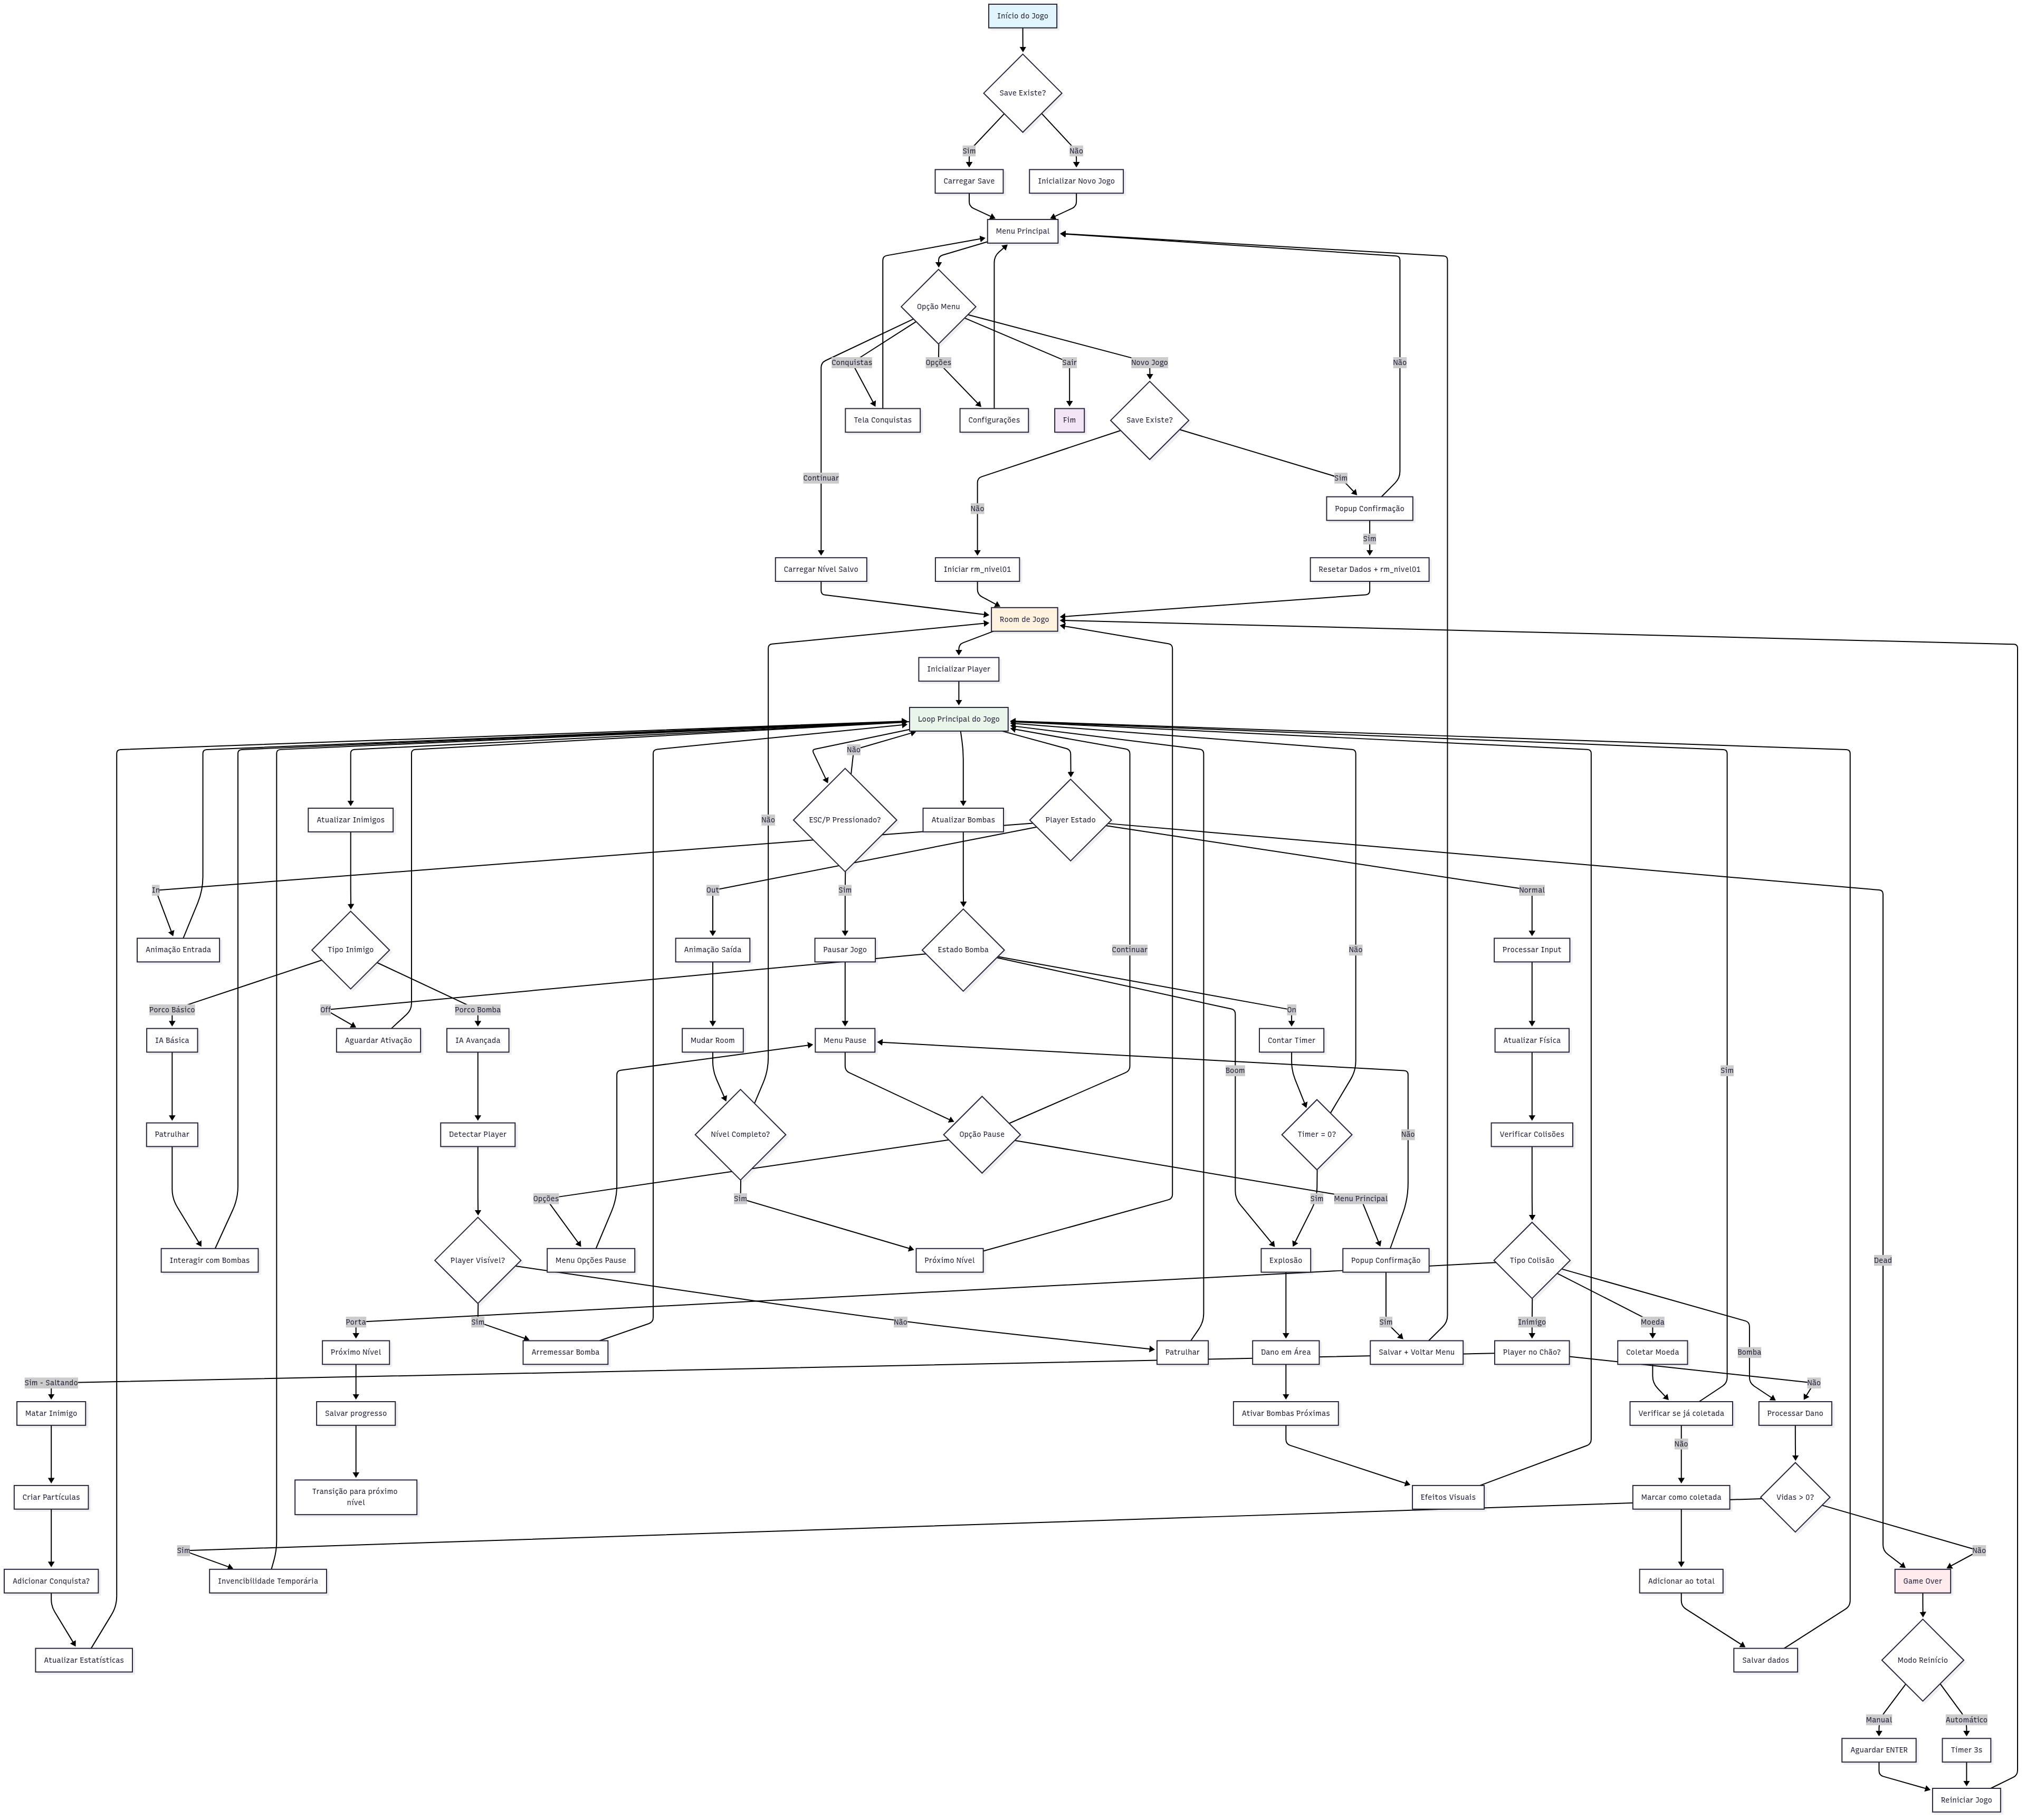 Início do Jogo
Save Existe?
Sim
Não
Carregar Save
Inicializar Novo Jogo
Menu Principal
Opção Menu
Conquistas
Opções
Sair
Novo Jogo
Não
Tela Conquistas
Configurações
Fim
Save Existe?
Continuar
Sim
Não
Popup Confirmação
Sim
Carregar Nível Salvo
Iniciar rm_nivel01
Resetar Dados + rm_nivel01
Room de Jogo
Inicializar Player
Loop Principal do Jogo
Não
Atualizar Inimigos
Não
ESC/P Pressionado?
Atualizar Bombas
Player Estado
In
Out
Sim
Normal
Animação Entrada
Tipo Inimigo
Animação Saída
Pausar Jogo
Estado Bomba
Continuar
Não
Processar Input
Porco Básico
Off
Porco Bomba
On
IA Básica
Aguardar Ativação
IA Avançada
Mudar Room
Menu Pause
Contar Timer
Atualizar Física
Boom
Sim
Patrulhar
Detectar Player
Nível Completo?
Opção Pause
Timer = 0?
Não
Verificar Colisões
Opções
Sim
Sim
Menu Principal
Interagir com Bombas
Player Visível?
Menu Opções Pause
Próximo Nível
Explosão
Popup Confirmação
Tipo Colisão
Dead
Porta
Sim
Não
Sim
Inimigo
Moeda
Próximo Nível
Arremessar Bomba
Patrulhar
Dano em Área
Salvar + Voltar Menu
Player no Chão?
Coletar Moeda
Bomba
Sim - Saltando
Não
Matar Inimigo
Salvar progresso
Ativar Bombas Próximas
Verificar se já coletada
Processar Dano
Não
Criar Partículas
Transição para próximo
nível
Efeitos Visuais
Marcar como coletada
Vidas > 0?
Sim
Não
Adicionar Conquista?
Invencibilidade Temporária
Adicionar ao total
Game Over
Atualizar Estatísticas
Salvar dados
Modo Reinício
Manual
Automático
Aguardar ENTER
Timer 3s
Reiniciar Jogo